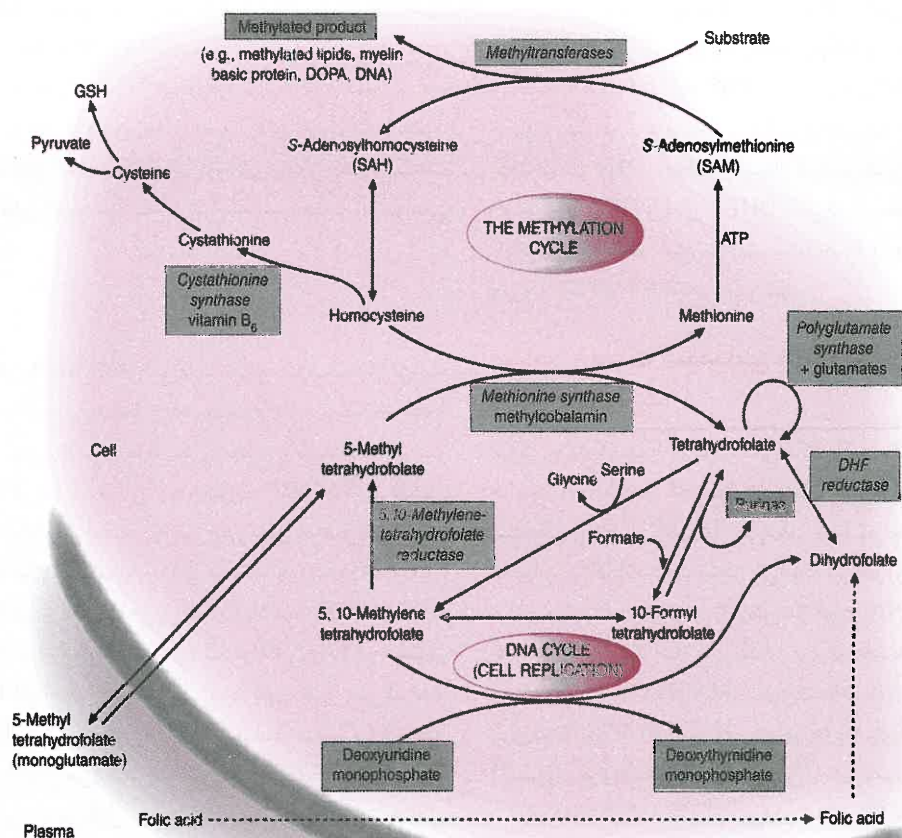 Methylated product
(e.g., methylated lipids, myelin
basic protein, DOPA, DNA)
Methyltransferases
Substrate
GSH
Pyruvate
Cysteine
S-Adenosylhomocysteine
(SAH)
S-Adenosylmethionine
(SAM)
THE METHYLATION
CYCLE
ATP
Cystathionine
Cystathionine
synthase
vitamin B6
Homocysteine
Methionine
Polyglutamate
synthase
+ glutamates
Methionine synthase
methylcobalamin
Cell
5-Methyl
tetrahydrofolate
Tetrahydrofolate
DHF
reductase
Glycine
Serine
5,10-Methylene-
tetrahydrofolate
reductase
Purines
Formate
Dihydrofolate
5, 10-Methylene
tetrahydrofolate
10-Formyl
tetrahydrofolate
DNA CYCLE
(CELL REPLICATION)
5-Methyl
tetrahydrofolate
(monoglutamate)
Deoxyuridine
monophosphate
Deoxythymidine
monophosphate
Folic acid
Folic acid
Plasma